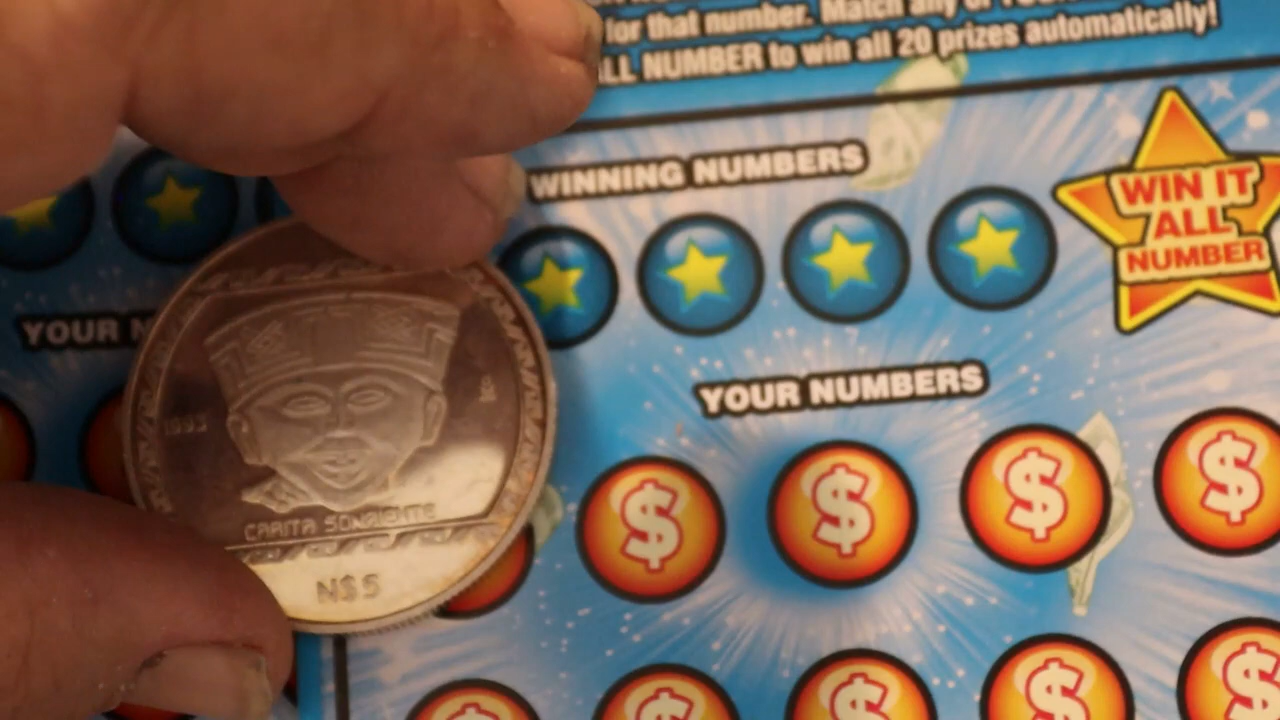 for that number. Match any of
ALL NUMBER to win all 20 prizes automatically!
WINNING NUMBERS
WIN IT
ALL
NUMBER
YOUR
YOUR NUMBERS
1993
CARITA SONRIENTE
N$5